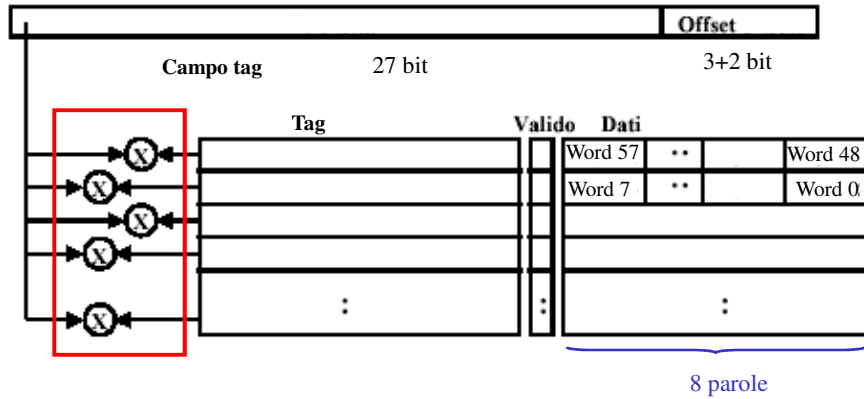 Offset
Campo tag 27 bit 3+2 bit
Tag Valido Dati
X Word 57 .. Word 48
X Word 7 .. Word 0
X
X
X : : :
8 parole